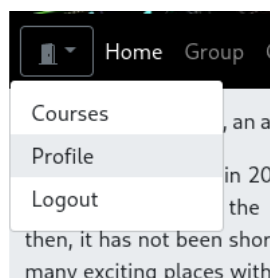 Home Group
Courses
, an a
Profile
in 20
Logout
the
then, it has not been shor
many exciting places with